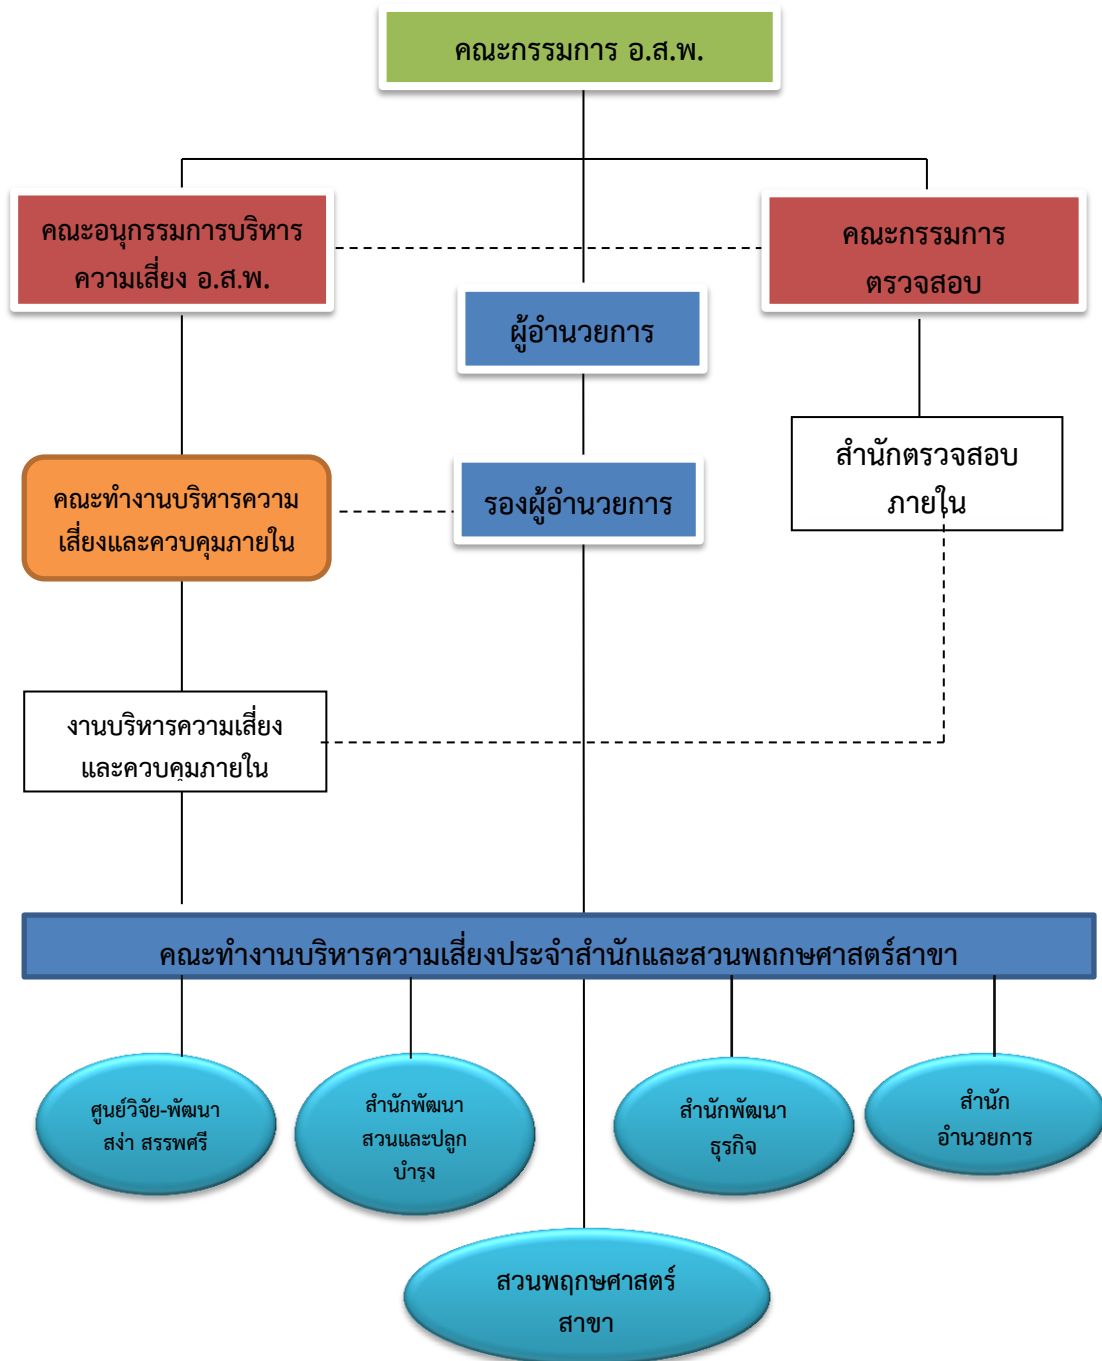 คณะกรรมการ อ.ส.พ.
คณะอนุกรรมการบริหาร
ความเสี่ยง อ.ส.พ.
คณะกรรมการ
ตรวจสอบ
ผู้อำนวยการ
สำนักตรวจสอบ
ภายใน
คณะทำงานบริหารความ
เสี่ยงและควบคุมภายใน
รองผู้อำนวยการ
งานบริหารความเสี่ยง
และควบคุมภายใน
คณะทำงานบริหารความเสี่ยงประจำสำนักและสวนพฤกษศาสตร์สาขา
ศูนย์วิจัย-พัฒนา
สง่า สรรพศรี
สำนักพัฒนา
สวนและปลูก
บำรุง
สำนักพัฒนา
ธุรกิจ
สำนัก
อำนวยการ
สวนพฤกษศาสตร์
สาขา